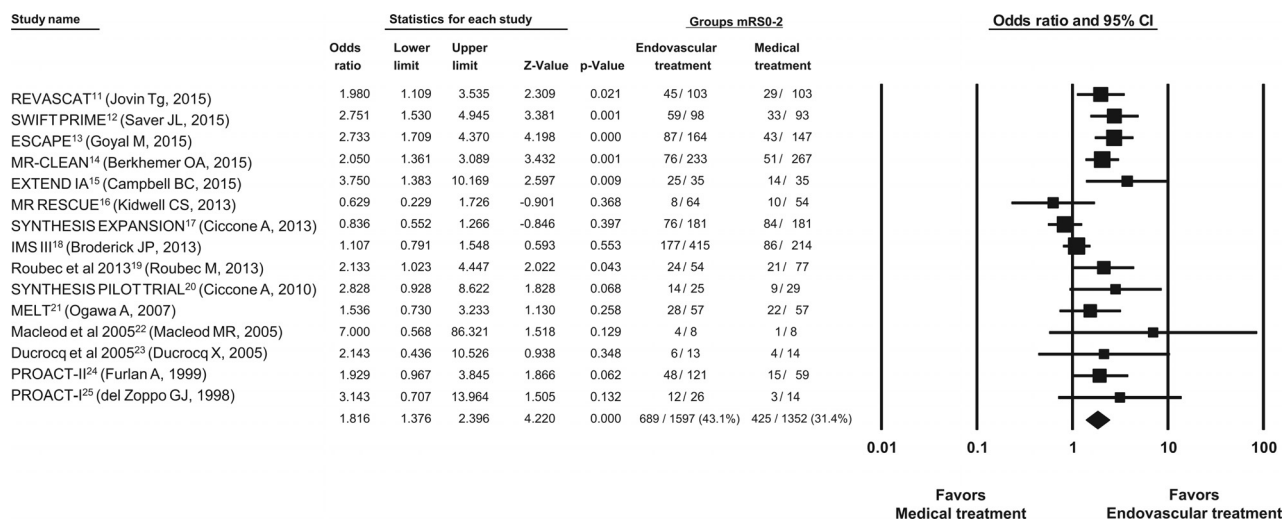 Study name Statistics for each study Groups mRS0-2 Odds ratio and 95% CI
Odds ratio Lower limit Upper limit Z-Value p-Value Endovascular treatment Medical treatment
REVASCAT11 (Jovin Tg, 2015) 1.980 1.109 3.535 2.309 0.021 45/ 103 29/ 103
SWIFT PRIME12 (Saver JL, 2015) 2.751 1.530 4.945 3.381 0.001 59/ 98 33/ 93
ESCAPE13 (Goyal M, 2015) 2.733 1.709 4.370 4.198 0.000 87/ 164 43/ 147
MR-CLEAN14 (Berkhemer OA, 2015) 2.050 1.361 3.089 3.432 0.001 76/ 233 51/ 267
EXTEND IA15 (Campbell BC, 2015) 3.750 1.383 10.169 2.597 0.009 25/ 35 14/ 35
MR RESCUE16 (Kidwell CS, 2013) 0.629 0.229 1.726 -0.901 0.368 8/ 64 10/ 54
SYNTHESIS EXPANSION17 (Ciccone A, 2013) 0.836 0.552 1.266 -0.846 0.397 76/ 181 84/ 181
IMS III18 (Broderick JP, 2013) 1.107 0.791 1.548 0.593 0.553 177/ 415 86/ 214
Roubec et al 201319 (Roubec M, 2013) 2.133 1.023 4.447 2.022 0.043 24/ 54 21/ 77
SYNTHESIS PILOT TRIAL20 (Ciccone A, 2010) 2.828 0.928 8.622 1.828 0.068 14/ 25 9/ 29
MELT21 (Ogawa A, 2007) 1.536 0.730 3.233 1.130 0.258 28/ 57 22/ 57
Macleod et al 200522 (Macleod MR, 2005) 7.000 0.568 86.321 1.518 0.129 4/ 8 1/ 8
Ducrocq et al 200523 (Ducrocq X, 2005) 2.143 0.436 10.526 0.938 0.348 6/ 13 4/ 14
PROACT-II24 (Furlan A, 1999) 1.929 0.967 3.845 1.866 0.062 48/ 121 15/ 59
PROACT-I25 (del Zoppo GJ, 1998) 3.143 0.707 13.964 1.505 0.132 12/ 26 3/ 14
1.816 1.376 2.396 4.220 0.000 689 / 1597 (43.1%) 425 / 1352 (31.4%)
0.01 0.1 1 10 100
Favors Medical treatment Favors Endovascular treatment